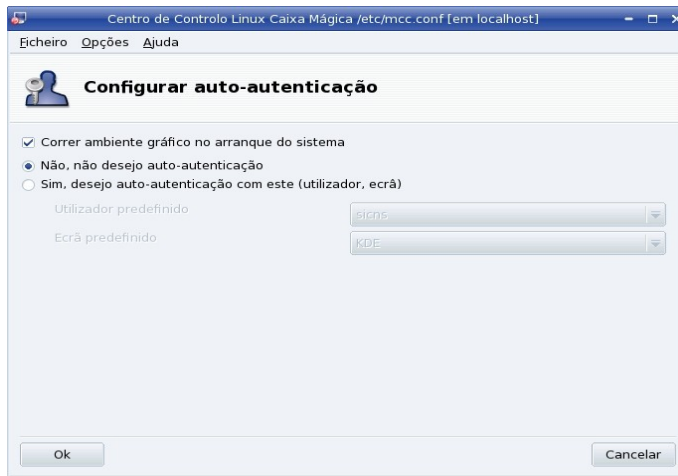 Centro de Controlo Linux Caixa Mágica /etc/mcc.conf [em localhost]
Ficheiro Opções Ajuda
Configurar auto-autenticação
Correr ambiente gráfico no arranque do sistema
Não, não desejo auto-autenticação
Sim, desejo auto-autenticação com este (utilizador, ecrâ)
Utilizador predefinido
sicns
Ecrâ predefinido
KDE
Ok
Cancelar